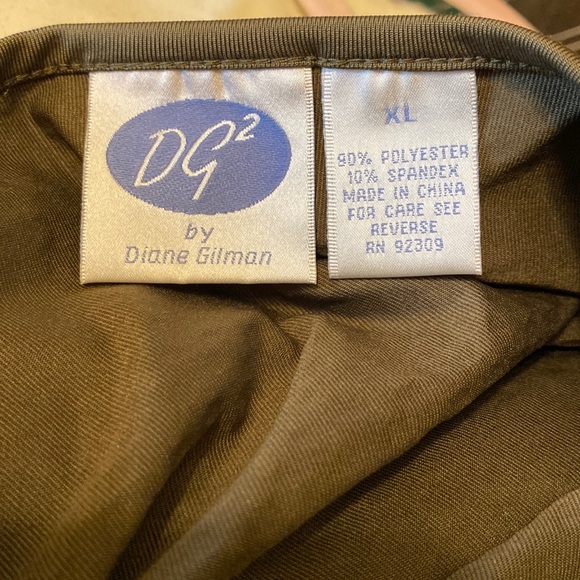 DG2
by
Diane Gilman
XL
90% POLYESTER
10% SPANDEX
MADE IN CHINA
FOR CARE SEE
REVERSE
RN 92309